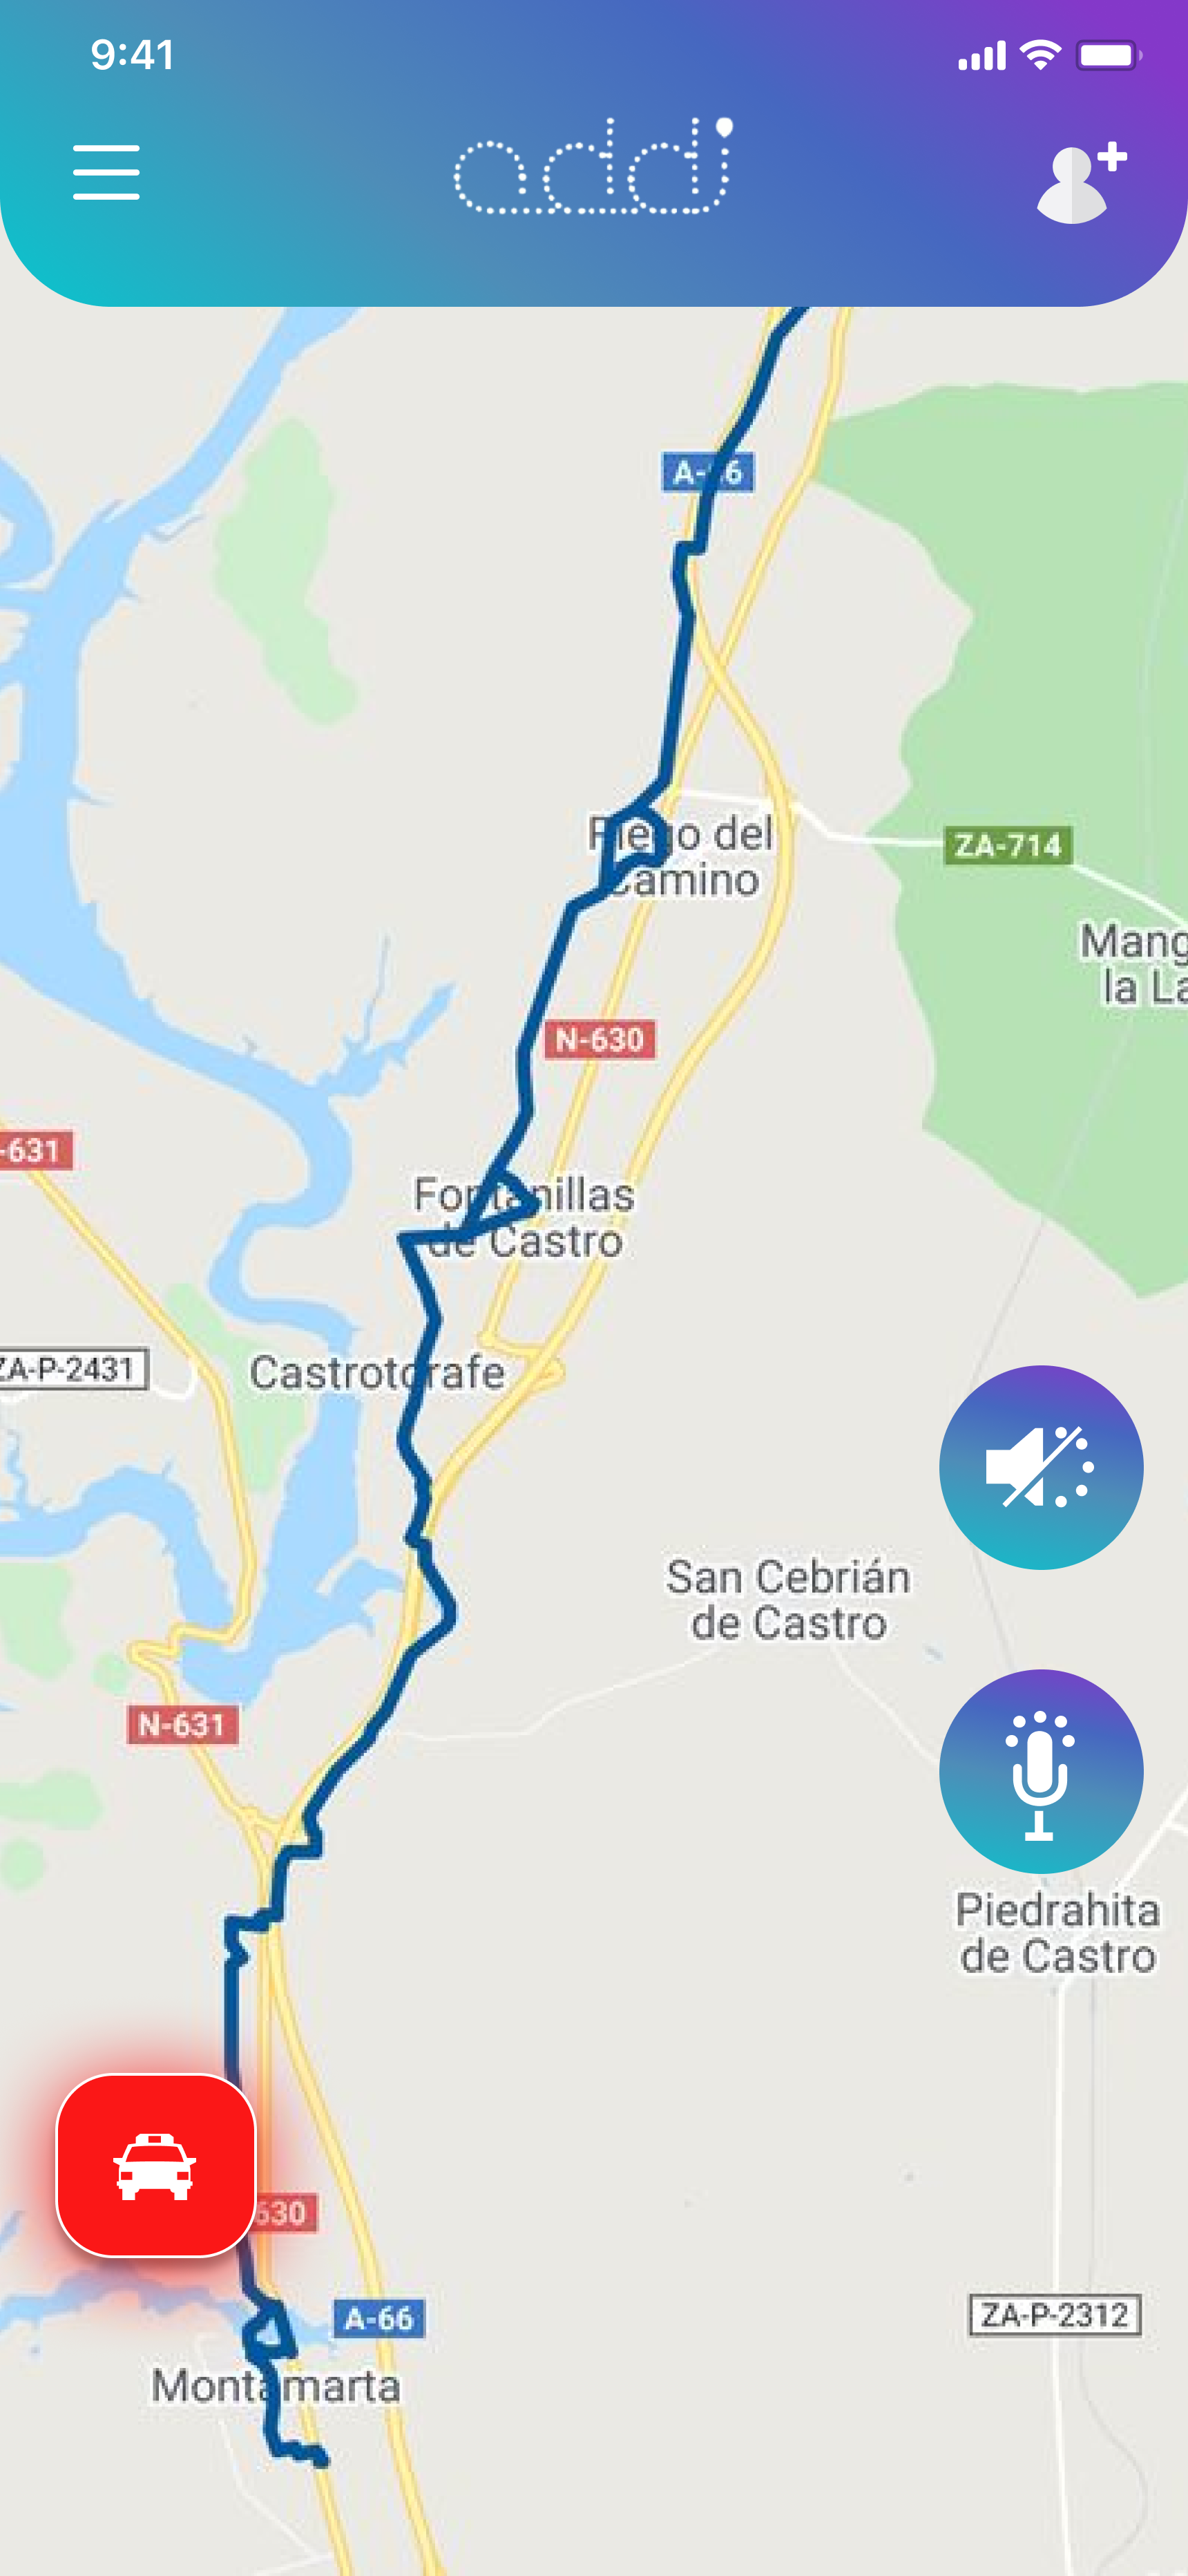 9:41
addi
A-66
Riego del
Camino
ZA-714
Mang
la La
N-630
-631
Fontanillas
de Castro
ZA-P-2431
Castrotorafe
San Cebrián
de Castro
N-631
Piedrahita
de Castro
630
A-66
ZA-P-2312
Montamarta